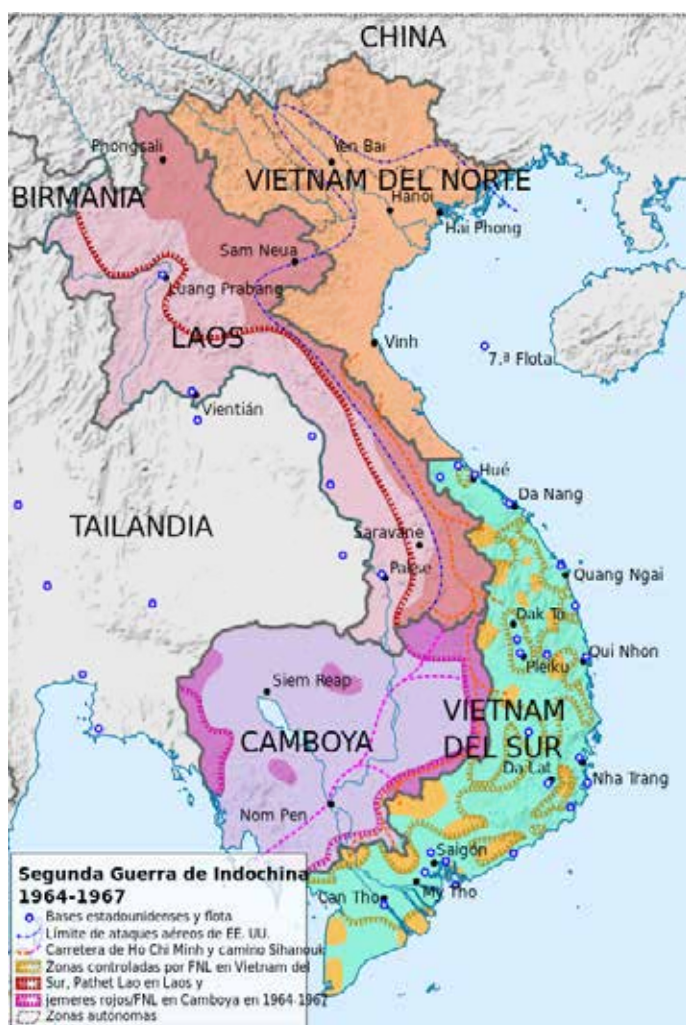 CHINA
Phongsali
Yen Bai
BIRMANIA
VIETNAM DEL NORTE
Hanoi
Hai Phong
Sam Neua
Luang Prabang
LAOS
Vinh
7.ª Flota
Vientián
Hué
Da Nang
TAILANDIA
Saravane
Pakse
Quang Ngai
Dak To
Qui Nhon
Pleiku
Siem Reap
VIETNAM
DEL SUR
CAMBOYA
Da Lat
Nha Trang
Nom Pen
Saigón
My Tho
Can Tho
Segunda Guerra de Indochina
1964-1967
Bases estadounidenses y flota
Límite de ataques aéreos de EE. UU.
Carretera de Ho Chi Minh y camino Sihanouk
Zonas controladas por FNL en Vietnam del
Sur, Pathet Lao en Laos y
jemeres rojos/FNL en Camboya en 1964-1967
Zonas autónomas